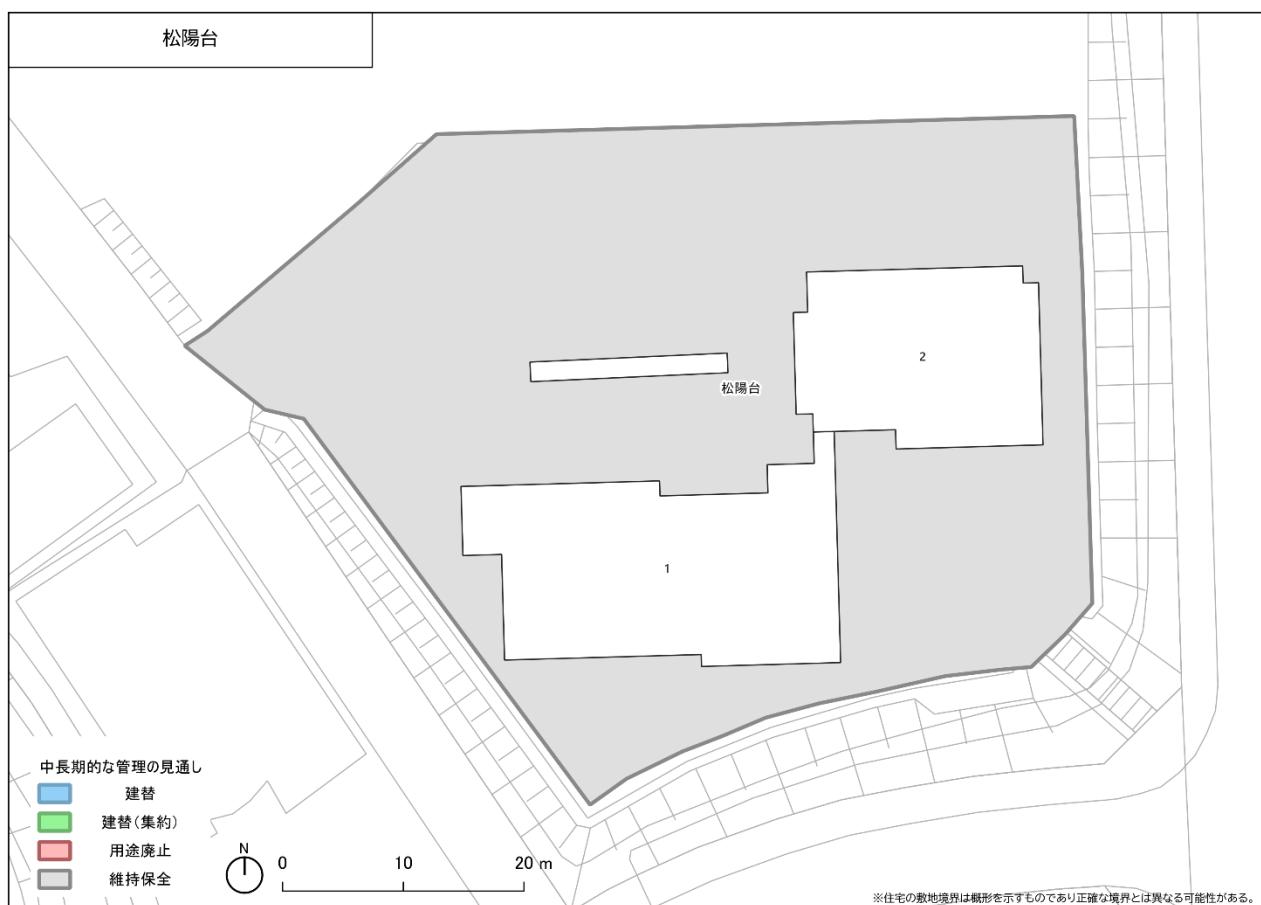 松陽台
2
松陽台
1
中長期的な管理の見通し
建替
建替(集約)
用途廃止
維持保全
N
0 10 20 m
※住宅の敷地境界は概形を示すものであり正確な境界とは異なる可能性がある。